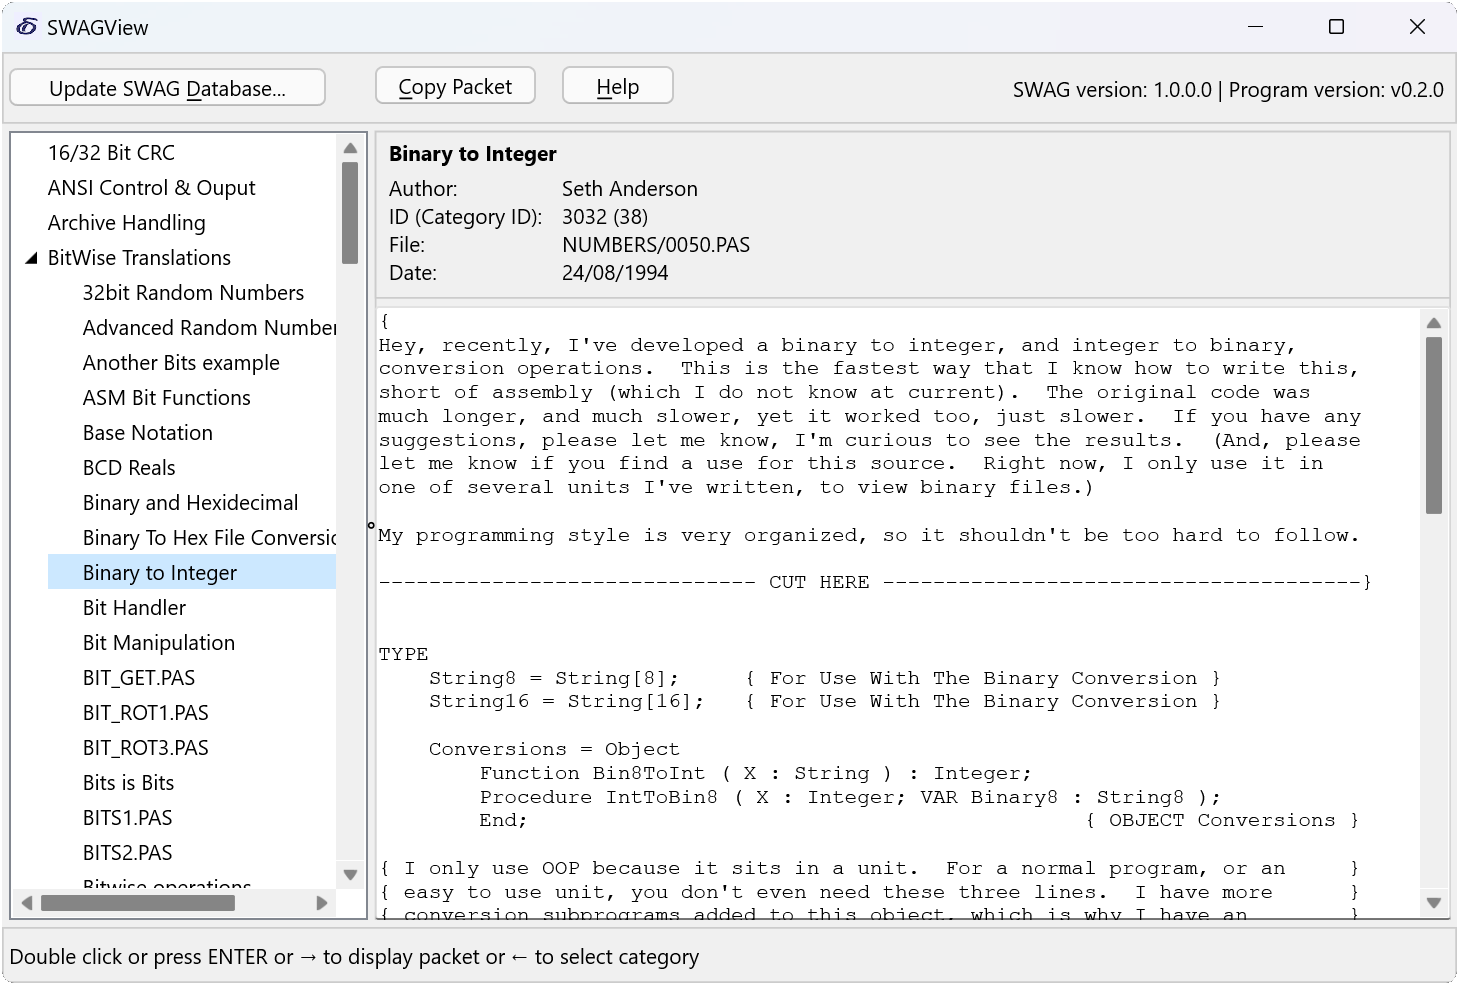 SWAGView
Update SWAG Database...
Copy Packet
Help
SWAG version: 1.0.0.0 | Program version: v0.2.0
16/32 Bit CRC
ANSI Control & Ouput
Archive Handling
BitWise Translations
32bit Random Numbers
Advanced Random Number
Another Bits example
ASM Bit Functions
Base Notation
BCD Reals
Binary and Hexidecimal
Binary To Hex File Conversio
Binary to Integer
Bit Handler
Bit Manipulation
BIT_GET.PAS
BIT_ROT1.PAS
BIT_ROT3.PAS
Bits is Bits
BITS1.PAS
BITS2.PAS
Bitwise operations
Binary to Integer
Author: Seth Anderson
ID (Category ID): 3032 (38)
File: NUMBERS/0050.PAS
Date: 24/08/1994
{
Hey, recently, I've developed a binary to integer, and integer to binary,
conversion operations.  This is the fastest way that I know how to write this,
short of assembly (which I do not know at current).  The original code was
much longer, and much slower, yet it worked too, just slower.  If you have any
suggestions, please let me know, I'm curious to see the results.  (And, please
let me know if you find a use for this source.  Right now, I only use it in
one of several units I've written, to view binary files.)
My programming style is very organized, so it shouldn't be too hard to follow.
------------------------------ CUT HERE --------------------------------------}
TYPE
    String8 = String[8];     { For Use With The Binary Conversion }
    String16 = String[16];   { For Use With The Binary Conversion }
    Conversions = Object
        Function Bin8ToInt ( X : String ) : Integer;
        Procedure IntToBin8 ( X : Integer; VAR Binary8 : String8 );
        End;                                            { OBJECT Conversions }
{ I only use OOP because it sits in a unit.  For a normal program, or an     }
{ easy to use unit, you don't even need these three lines.  I have more      }
{ conversion subprograms added to this object, which is why I have an        }
Double click or press ENTER or → to display packet or ← to select category